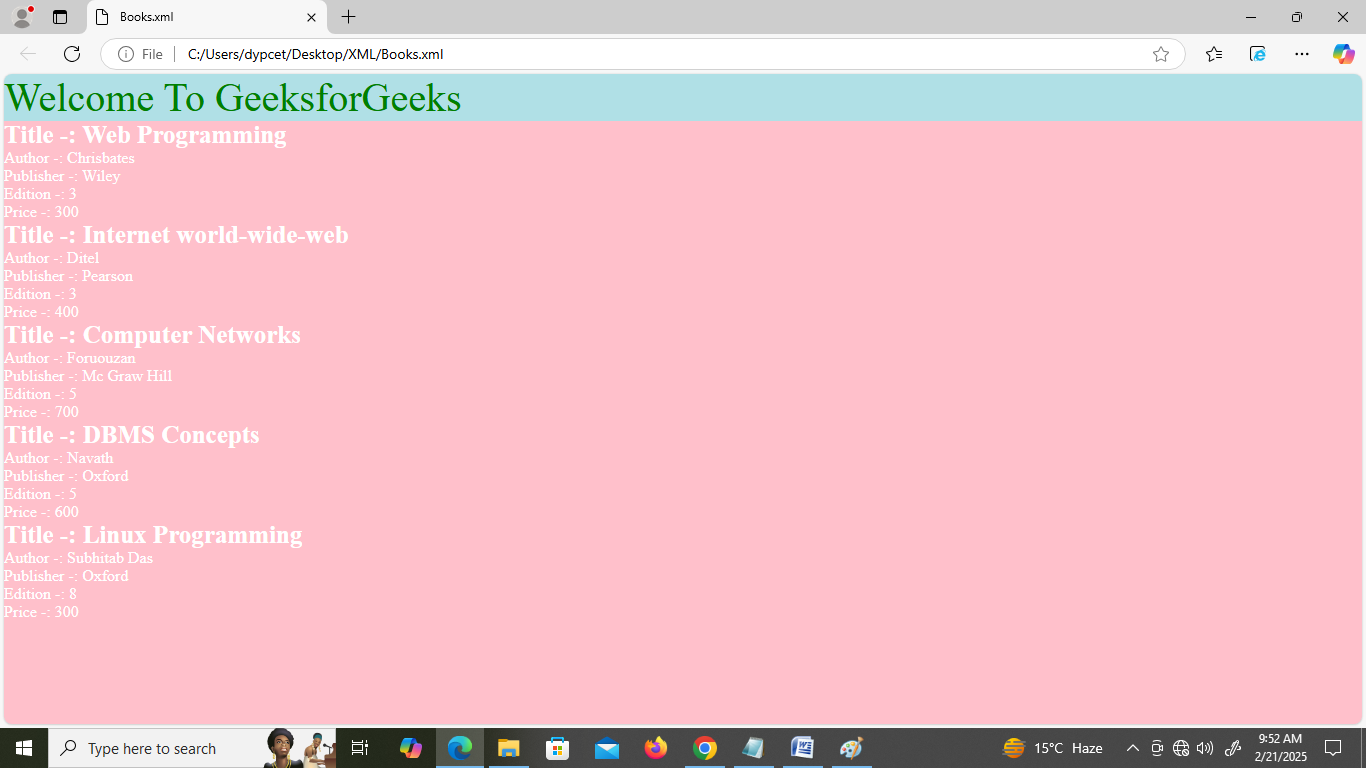 Books.xml
File
C:/Users/dypcet/Desktop/XML/Books.xml
Welcome To GeeksforGeeks
Title -: Web Programming
Author -: Chrisbates
Publisher -: Wiley
Edition -: 3
Price -: 300
Title -: Internet world-wide-web
Author -: Ditel
Publisher -: Pearson
Edition -: 3
Price -: 400
Title -: Computer Networks
Author -: Foruouzan
Publisher -: Mc Graw Hill
Edition -: 5
Price -: 700
Title -: DBMS Concepts
Author -: Navath
Publisher -: Oxford
Edition -: 5
Price -: 600
Title -: Linux Programming
Author -: Subhitab Das
Publisher -: Oxford
Edition -: 8
Price -: 300
Type here to search
15°C Haze
9:52 AM
2/21/2025